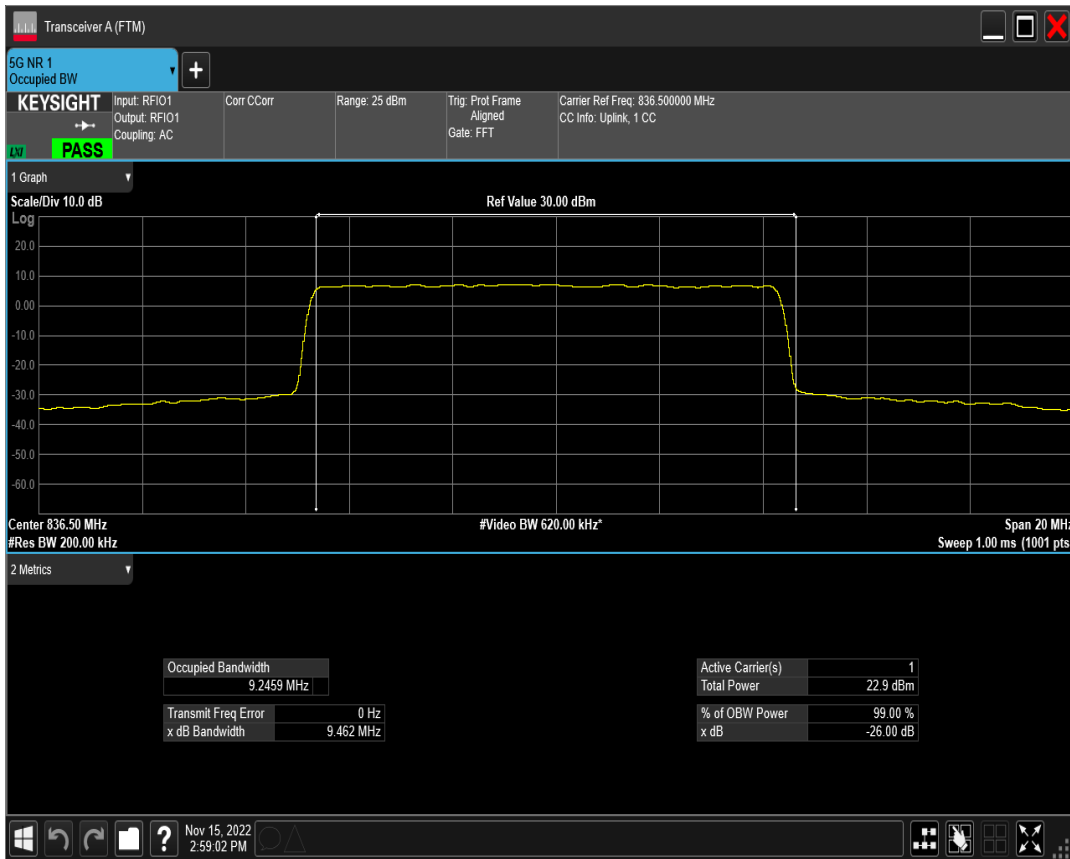 Transceiver A (FTM)
5G NR 1
Occupied BW
+
KEYSIGHT
LXI
PASS
Input: RFIO1
Output: RFIO1
Coupling: AC
Corr CCorr
Range: 25 dBm
Trig: Prot Frame
Aligned
Gate: FFT
Carrier Ref Freq: 836.500000 MHz
CC Info: Uplink, 1 CC
1 Graph
Scale/Div 10.0 dB
Ref Value 30.00 dBm
Log
20.0
10.0
0.00
-10.0
-20.0
-30.0
-40.0
-50.0
-60.0
Center 836.50 MHz
#Video BW 620.00 kHz*
Span 20 MHz
#Res BW 200.00 kHz
Sweep 1.00 ms (1001 pts
2 Metrics
Occupied Bandwidth
9.2459 MHz
Transmit Freq Error 0 Hz
x dB Bandwidth 9.462 MHz
Active Carrier(s) 1
Total Power 22.9 dBm
% of OBW Power 99.00 %
x dB -26.00 dB
?
Nov 15, 2022
2:59:02 PM